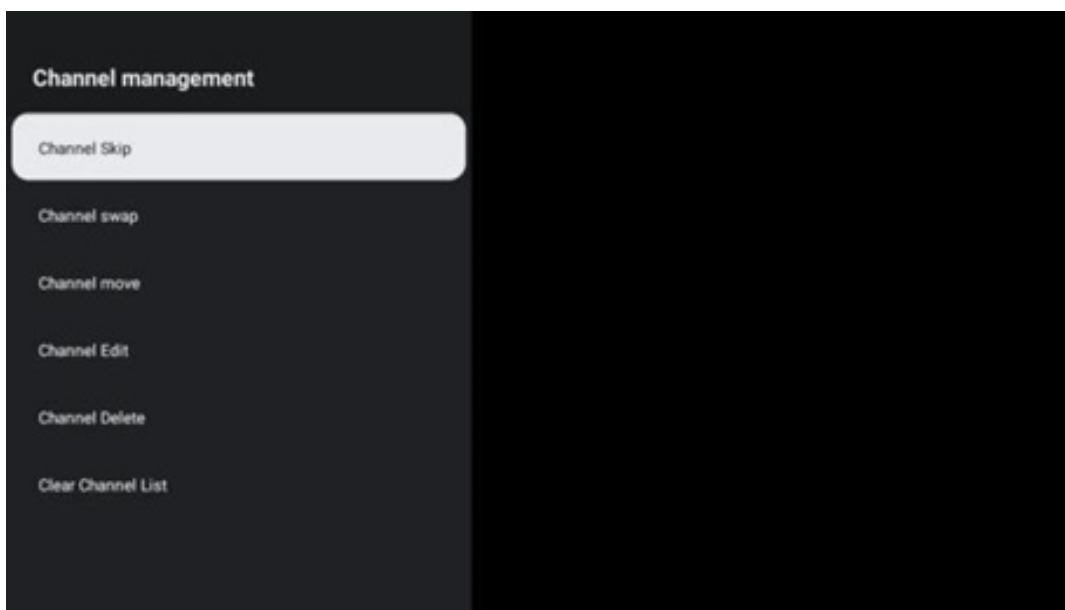 Channel management
Channel Skip
Channel swap
Channel move
Channel Edit
Channel Delete
Clear Channel List